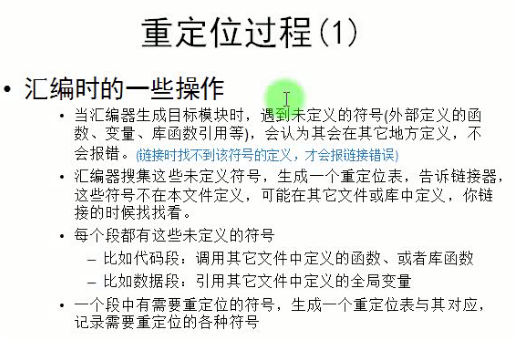 重定位过程(1)
• 汇编时的一些操作
• 当汇编器生成目标模块时，遇到未定义的符号(外部定义的函
数、变量、库函数引用等)，会认为其会在其它地方定义，不
会报错。(链接时找不到该符号的定义，才会报链接错误)
• 汇编器搜集这些未定义符号，生成一个重定位表，告诉链接器，
这些符号不在本文件定义，可能在其它文件或库中定义，你链
接的时候找找看。
• 每个段都有这些未定义的符号
– 比如代码段：调用其它文件中定义的函数、或者库函数
– 比如数据段：引用其它文件中定义的全局变量
• 一个段中有需要重定位的符号，生成一个重定位表与其对应，
记录需要重定位的各种符号